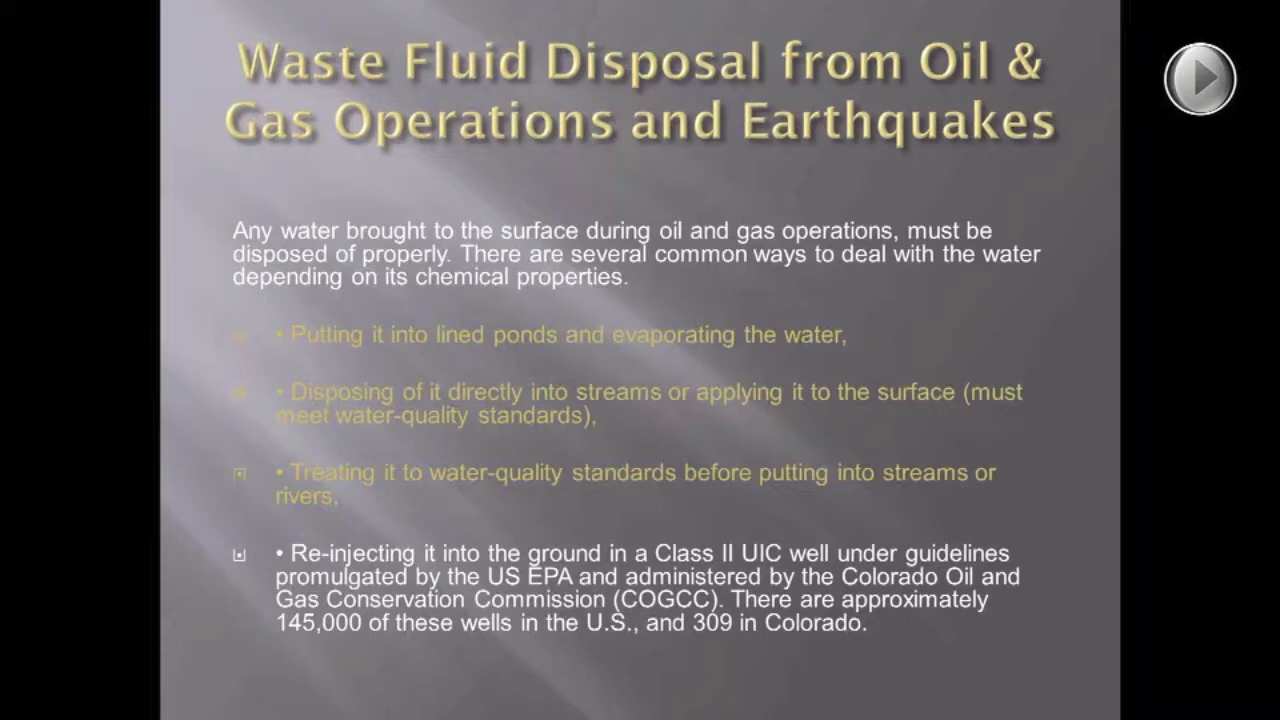 Waste Fluid Disposal from Oil &
Gas Operations and Earthquakes
Any water brought to the surface during oil and gas operations, must be
disposed of properly. There are several common ways to deal with the water
depending on its chemical properties.
• Putting it into lined ponds and evaporating the water,
• Disposing of it directly into streams or applying it to the surface (must
meet water-quality standards),
• Treating it to water-quality standards before putting into streams or
rivers,
• Re-injecting it into the ground in a Class II UIC well under guidelines
promulgated by the US EPA and administered by the Colorado Oil and
Gas Conservation Commission (COGCC). There are approximately
145,000 of these wells in the U.S., and 309 in Colorado.